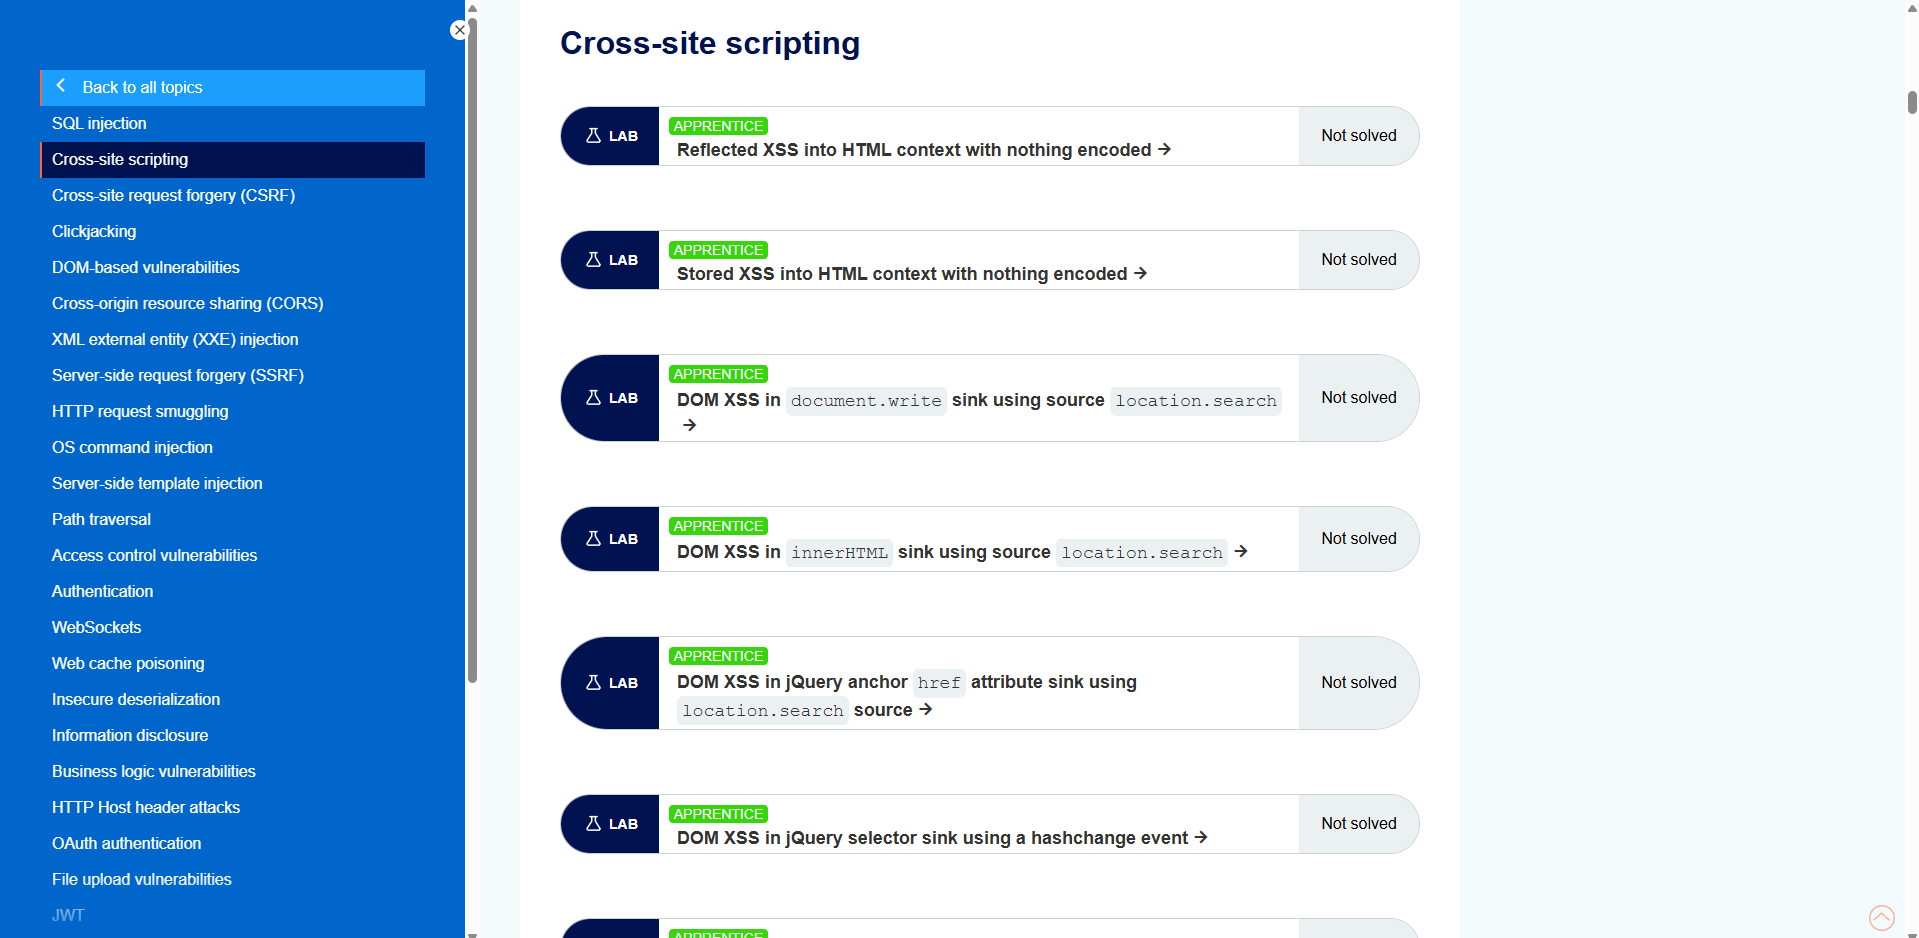 Back to all topics
SQL injection
Cross-site scripting
Cross-site request forgery (CSRF)
Clickjacking
DOM-based vulnerabilities
Cross-origin resource sharing (CORS)
XML external entity (XXE) injection
Server-side request forgery (SSRF)
HTTP request smuggling
OS command injection
Server-side template injection
Path traversal
Access control vulnerabilities
Authentication
WebSockets
Web cache poisoning
Insecure deserialization
Information disclosure
Business logic vulnerabilities
HTTP Host header attacks
OAuth authentication
File upload vulnerabilities
JWT
Cross-site scripting
LAB
APPRENTICE
Reflected XSS into HTML context with nothing encoded →
Not solved
LAB
APPRENTICE
Stored XSS into HTML context with nothing encoded →
Not solved
LAB
APPRENTICE
DOM XSS in document.write sink using source location.search
→
Not solved
LAB
APPRENTICE
DOM XSS in innerHTML sink using source location.search →
Not solved
LAB
APPRENTICE
DOM XSS in jQuery anchor href attribute sink using
location.search source →
Not solved
LAB
APPRENTICE
DOM XSS in jQuery selector sink using a hashchange event →
Not solved
APPRENTICE